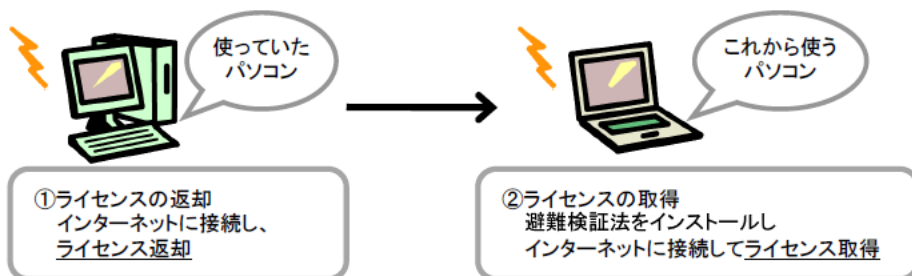 使っていた
パソコン
これから使う
パソコン
①ライセンスの返却
インターネットに接続し、
ライセンス返却
②ライセンスの取得
避難検証法をインストールし
インターネットに接続してライセンス取得